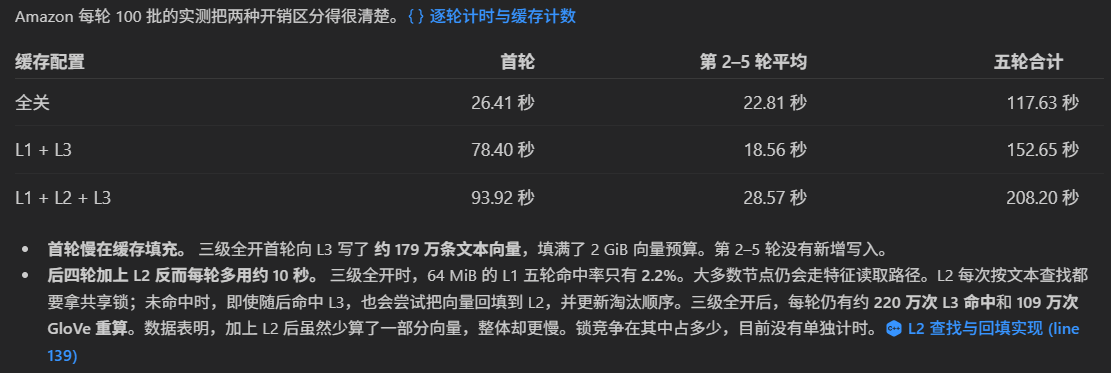 Amazon 每轮 100 批的实测把两种开销区分得很清楚。{ } 逐轮计时与缓存计数
缓存配置 首轮 第 2–5 轮平均 五轮合计
全关 26.41 秒 22.81 秒 117.63 秒
L1 + L3 78.40 秒 18.56 秒 152.65 秒
L1 + L2 + L3 93.92 秒 28.57 秒 208.20 秒
• 首轮慢在缓存填充。 三级全开首轮向 L3 写了 约 179 万条文本向量，填满了 2 GiB 向量预算。第 2–5 轮没有新增写入。
• 后四轮加上 L2 反而每轮多用约 10 秒。 三级全开时，64 MiB 的 L1 五轮命中率只有 2.2%。大多数节点仍会走特征读取路径。L2 每次按文本查找都
要拿共享锁；未命中时，即使随后命中 L3，也会尝试把向量回填到 L2，并更新淘汰顺序。三级全开后，每轮仍有约 220 万次 L3 命中和 109 万次
GloVe 重算。数据表明，加上 L2 后虽然少算了一部分向量，整体却更慢。锁竞争在其中占多少，目前没有单独计时。 C++ L2 查找与回填实现 (line
139)